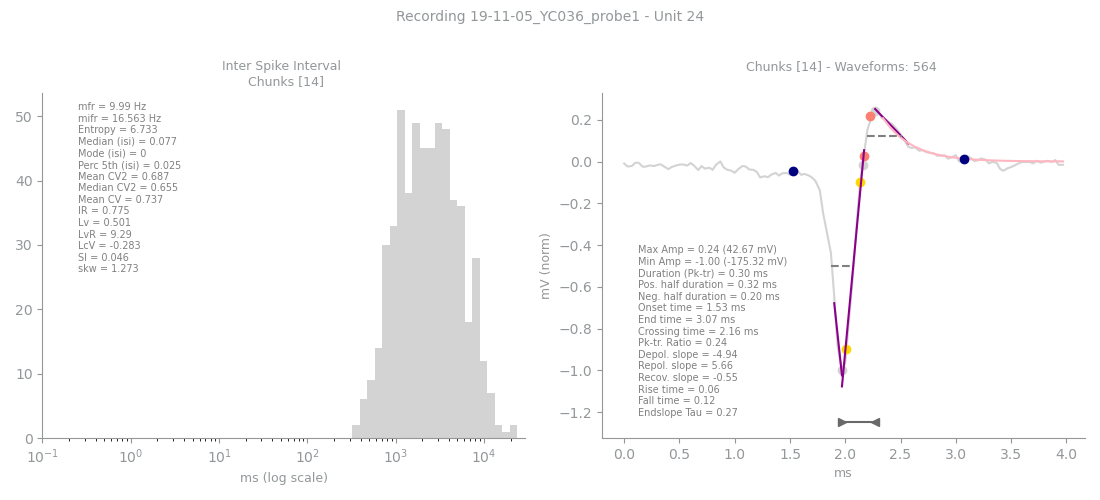 Recording 19-11-05_YC036_probe1 - Unit 24
Inter Spike Interval
Chunks [14]
mfr = 9.99 Hz
mifr = 16.563 Hz
Entropy = 6.733
Median (isi) = 0.077
Mode (isi) = 0
Perc 5th (isi) = 0.025
Mean CV2 = 0.687
Median CV2 = 0.655
Mean CV = 0.737
IR = 0.775
Lv = 0.501
LvR = 9.29
LcV = -0.283
SI = 0.046
skw = 1.273
50
40
30
20
10
0
10⁻¹ 10⁰ 10¹ 10² 10³ 10⁴
ms (log scale)
Chunks [14] - Waveforms: 564
mV (norm)
0.2
0.0
−0.2
−0.4
−0.6
−0.8
−1.0
−1.2
Max Amp = 0.24 (42.67 mV)
Min Amp = -1.00 (-175.32 mV)
Duration (Pk-tr) = 0.30 ms
Pos. half duration = 0.32 ms
Neg. half duration = 0.20 ms
Onset time = 1.53 ms
End time = 3.07 ms
Crossing time = 2.16 ms
Pk-tr. Ratio = 0.24
Depol. slope = -4.94
Repol. slope = 5.66
Recov. slope = -0.55
Rise time = 0.06
Fall time = 0.12
Endslope Tau = 0.27
0.0 0.5 1.0 1.5 2.0 2.5 3.0 3.5 4.0
ms